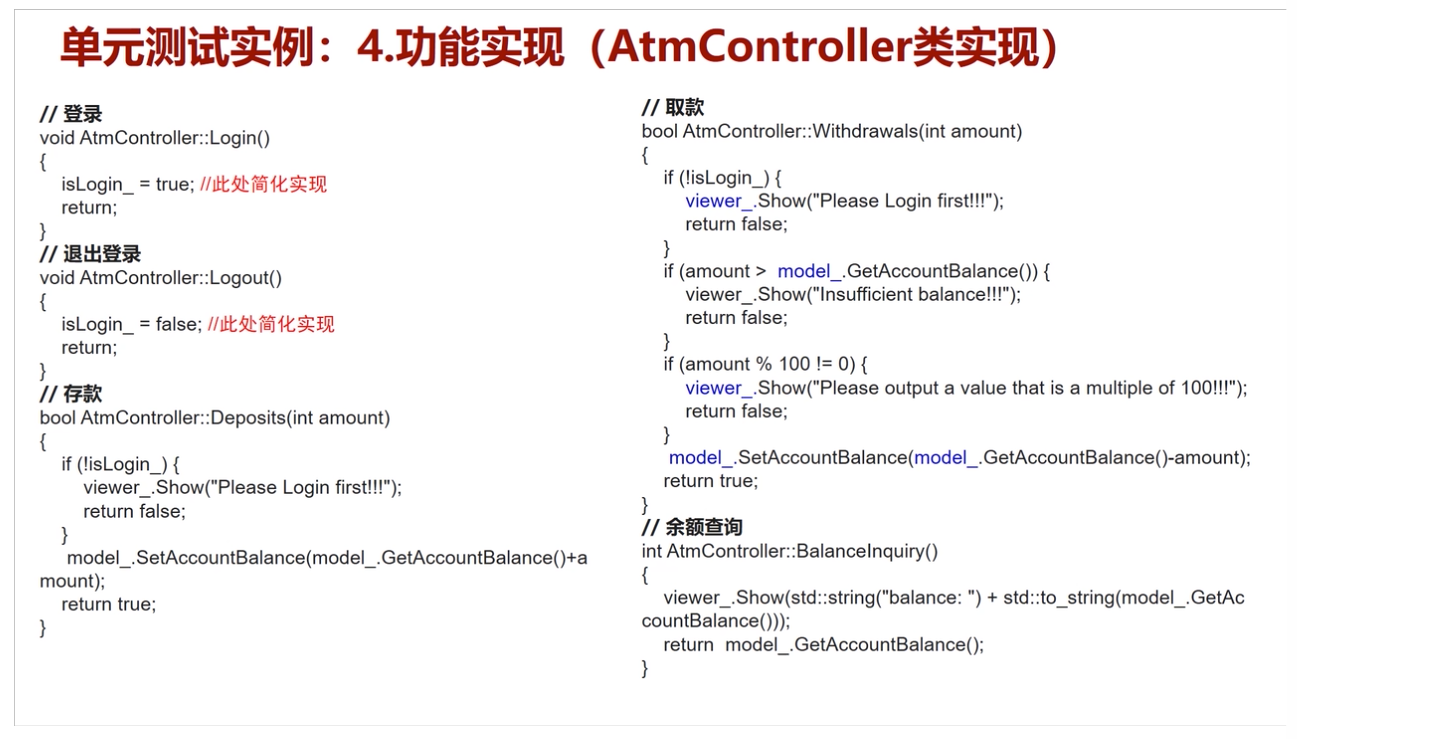 单元测试实例：4.功能实现（AtmController类实现）
// 登录
void AtmController::Login()
{
isLogin_ = true; //此处简化实现
return;
}
// 退出登录
void AtmController::Logout()
{
isLogin_ = false; //此处简化实现
return;
}
// 存款
bool AtmController::Deposits(int amount)
{
if (!isLogin_) {
viewer_.Show("Please Login first!!!");
return false;
}
model_.SetAccountBalance(model_.GetAccountBalance()+a
mount);
return true;
}
// 取款
bool AtmController::Withdrawals(int amount)
{
if (!isLogin_) {
viewer_.Show("Please Login first!!!");
return false;
}
if (amount > model_.GetAccountBalance()) {
viewer_.Show("Insufficient balance!!!");
return false;
}
if (amount % 100 != 0) {
viewer_.Show("Please output a value that is a multiple of 100!!!");
return false;
}
model_.SetAccountBalance(model_.GetAccountBalance()-amount);
return true;
}
// 余额查询
int AtmController::BalanceInquiry()
{
viewer_.Show(std::string("balance: ") + std::to_string(model_.GetAc
countBalance()));
return model_.GetAccountBalance();
}